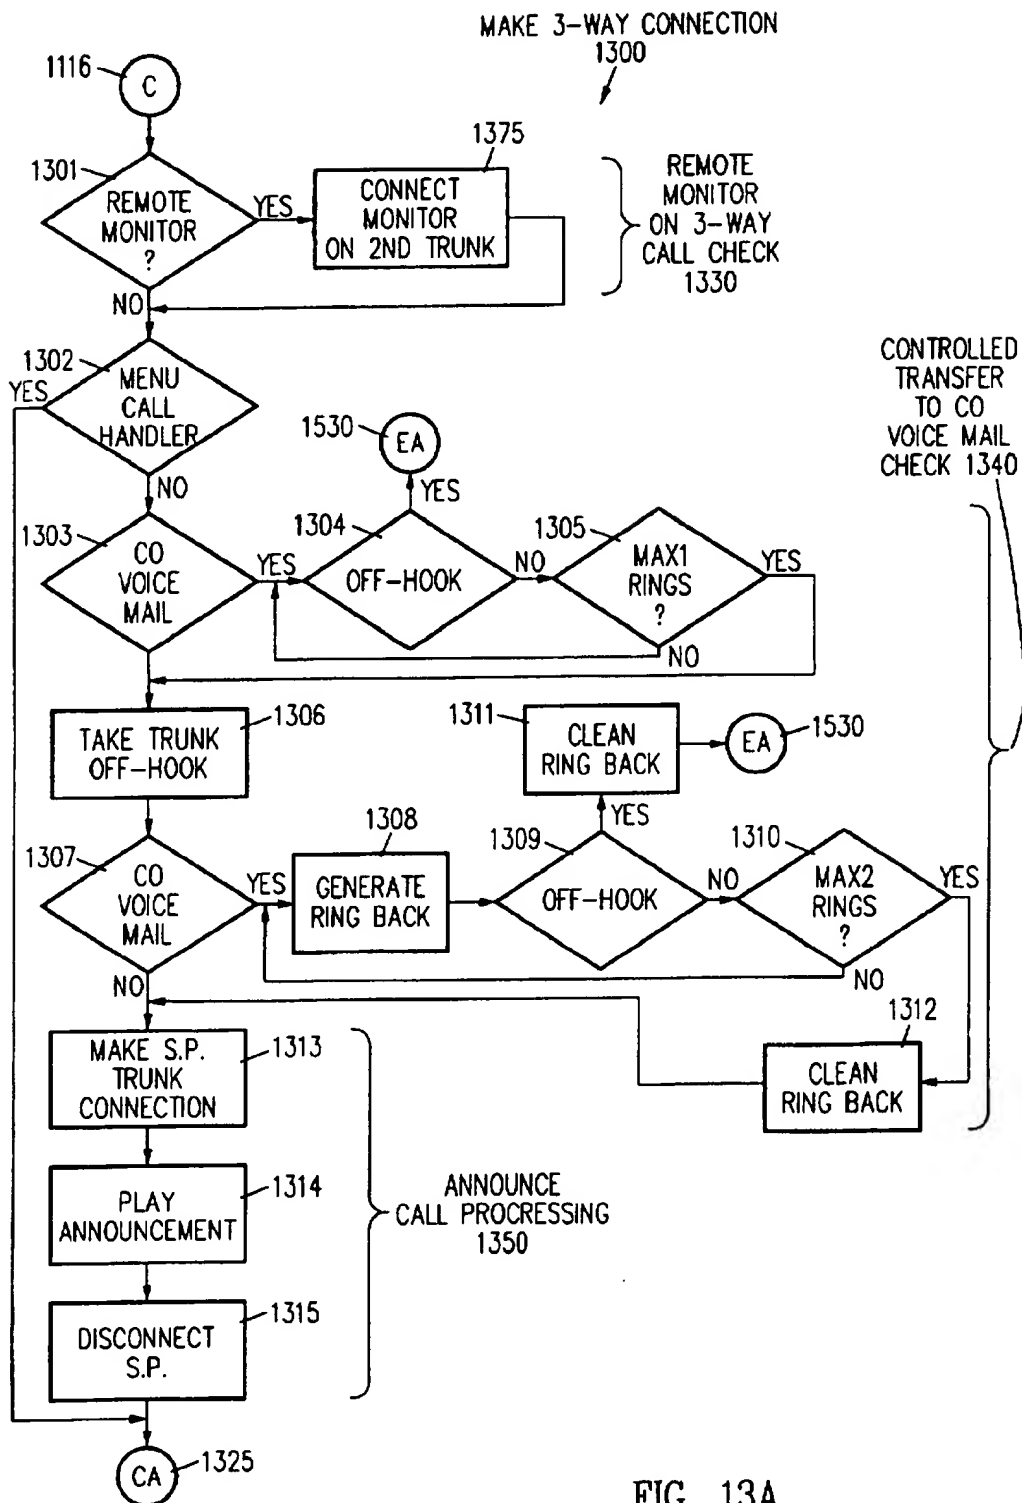 MAKE 3-WAY CONNECTION
1300
1116
C
1301
REMOTE
MONITOR
?
YES
NO
1375
CONNECT
MONITOR
ON 2ND TRUNK
REMOTE
MONITOR
ON 3-WAY
CALL CHECK
1330
1302
YES
MENU
CALL
HANDLER
NO
CONTROLLED
TRANSFER
TO CO
VOICE MAIL
CHECK 1340
1530
EA
YES
1303
CO
VOICE
MAIL
YES
1304
OFF-HOOK
NO
1305
MAX1
RINGS
?
YES
NO
1306
TAKE TRUNK
OFF-HOOK
1311
CLEAN
RING BACK
1530
EA
YES
1307
CO
VOICE
MAIL
YES
NO
1308
GENERATE
RING BACK
1309
OFF-HOOK
NO
1310
MAX2
RINGS
?
YES
NO
1312
CLEAN
RING BACK
MAKE S.P.
TRUNK
CONNECTION
1313
PLAY
ANNOUNCEMENT
1314
ANNOUNCE
CALL PROCRESSING
1350
DISCONNECT
S.P.
1315
CA
1325
FIG. 13A